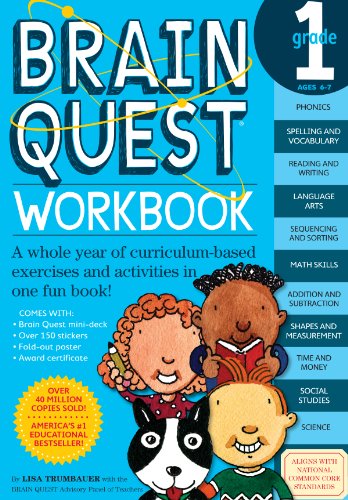 BRAIN
QUEST®
WORKBOOK
A whole year of curriculum-based
exercises and activities in
one fun book!
COMES WITH:
• Brain Quest mini-deck
• Over 150 stickers
• Fold-out poster
• Award certificate
OVER
40 MILLION
COPIES SOLD!
AMERICA'S #1
EDUCATIONAL
BESTSELLER!
By LISA TRUMBAUER with the
BRAIN QUEST Advisory Panel of Teachers
grade
1
AGES 6-7
PHONICS
SPELLING AND
VOCABULARY
READING AND
WRITING
LANGUAGE
ARTS
SEQUENCING
AND SORTING
MATH SKILLS
ADDITION AND
SUBTRACTION
SHAPES AND
MEASUREMENT
TIME AND
MONEY
SOCIAL
STUDIES
SCIENCE
ALIGNS WITH
NATIONAL
COMMON CORE
STANDARDS